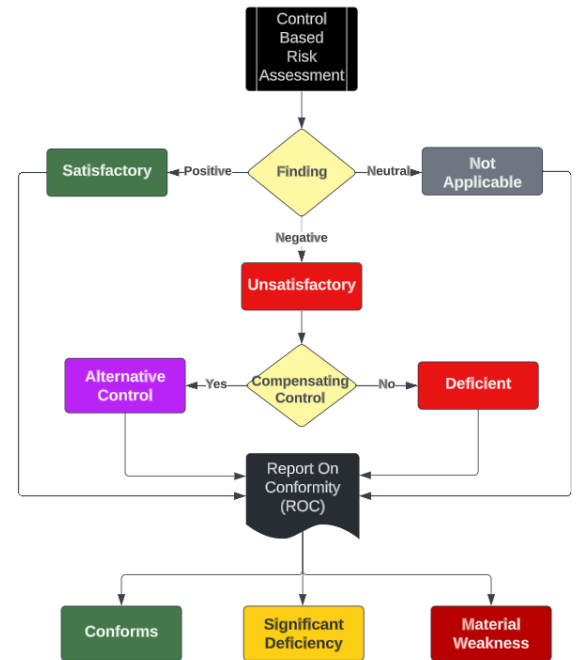 Control
Based
Risk
Assessment
Satisfactory
Positive
Finding
Neutral
Not
Applicable
Negative
Unsatisfactory
Alternative
Control
Yes
Compensating
Control
No
Deficient
Report On
Conformity
(ROC)
Conforms
Significant
Deficiency
Material
Weakness